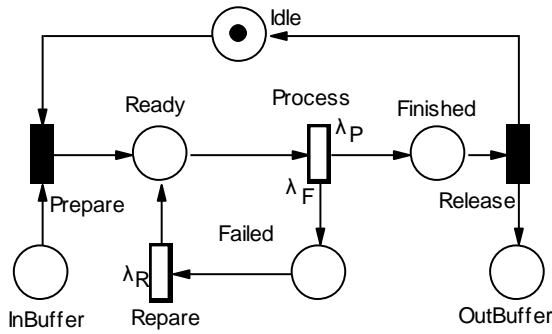 Idle
Ready
Process
Finished
λP
Prepare
λF
Release
Failed
λR
InBuffer
Repare
OutBuffer